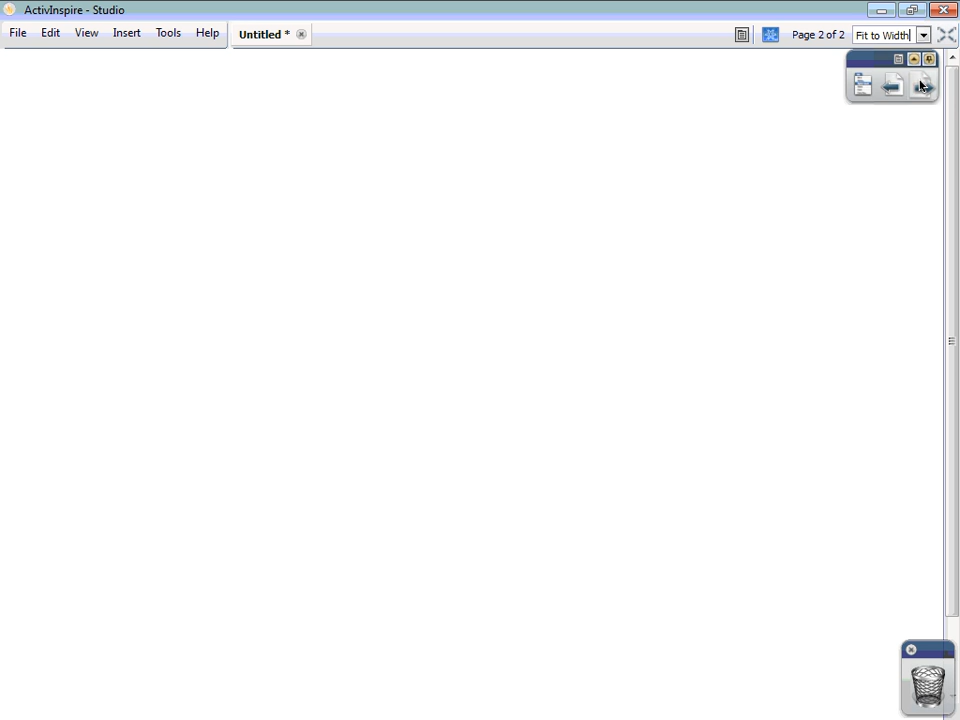 ActivInspire - Studio
File Edit View Insert Tools Help Untitled * Page 2 of 2 Fit to Width